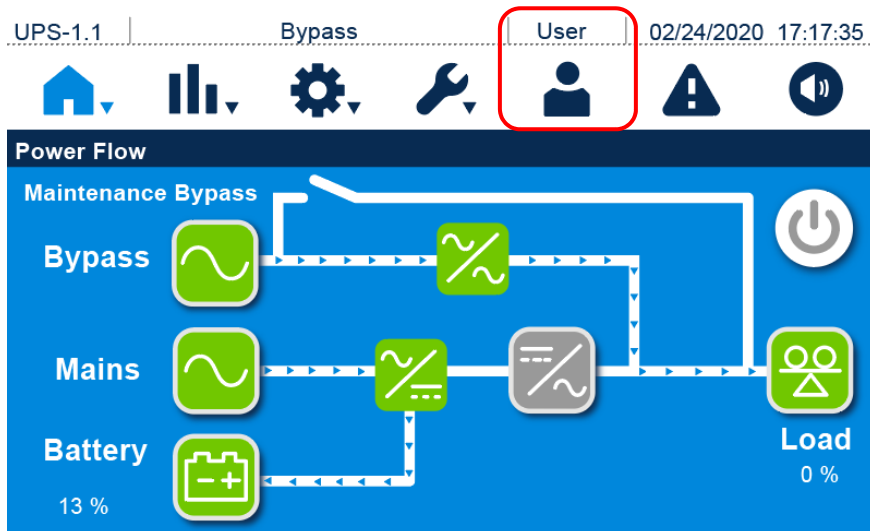 UPS-1.1 Bypass User 02/24/2020 17:17:35
Power Flow
Maintenance Bypass
Bypass
Mains
Battery
13 %
Load
0 %